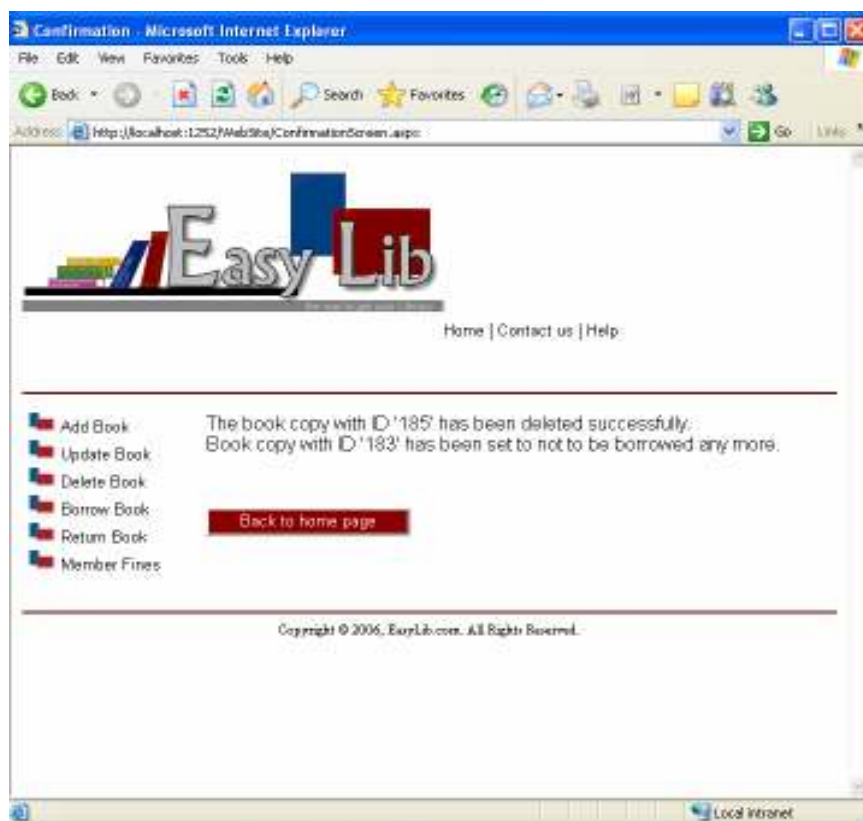 Confirmation - Microsoft Internet Explorer
File Edit View Favorites Tools Help
Back Search Favorites
Address http://localhost:1252/WebSite/ConfirmationScreen.aspx Go Links
Easy Lib
Home | Contact us | Help
Add Book
Update Book
Delete Book
Borrow Book
Return Book
Member Fines
The book copy with ID '185' has been deleted successfully.
Book copy with ID '183' has been set to not to be borrowed any more.
Back to home page
Copyright © 2006, EasyLib.com. All Rights Reserved.
Local intranet